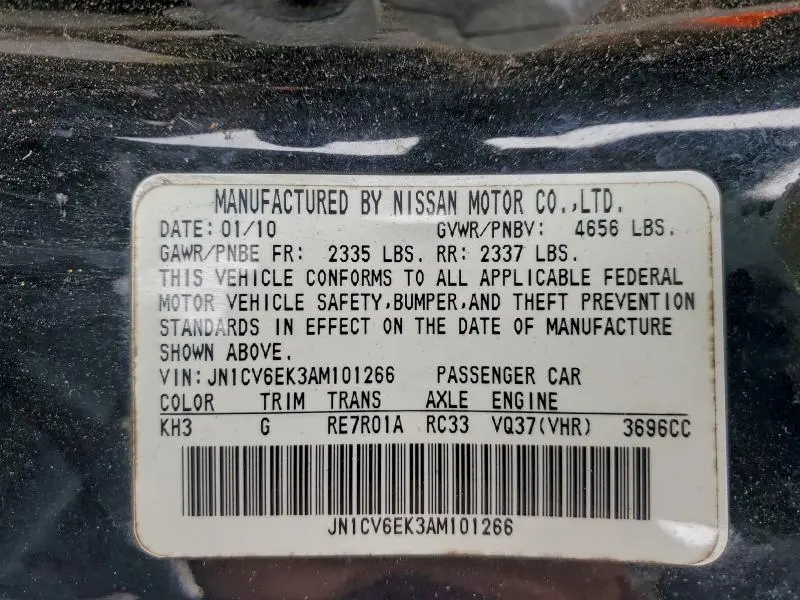 MANUFACTURED BY NISSAN MOTOR CO.,LTD.
DATE: 01/10 GVWR/PNBV: 4656 LBS.
GAWR/PNBE FR: 2335 LBS. RR: 2337 LBS.
THIS VEHICLE CONFORMS TO ALL APPLICABLE FEDERAL
MOTOR VEHICLE SAFETY,BUMPER,AND THEFT PREVENTION
STANDARDS IN EFFECT ON THE DATE OF MANUFACTURE
SHOWN ABOVE.
VIN: JN1CV6EK3AM101266 PASSENGER CAR
COLOR TRIM TRANS AXLE ENGINE
KH3 G RE7R01A RC33 VQ37(VHR) 3696CC
JN1CV6EK3AM101266